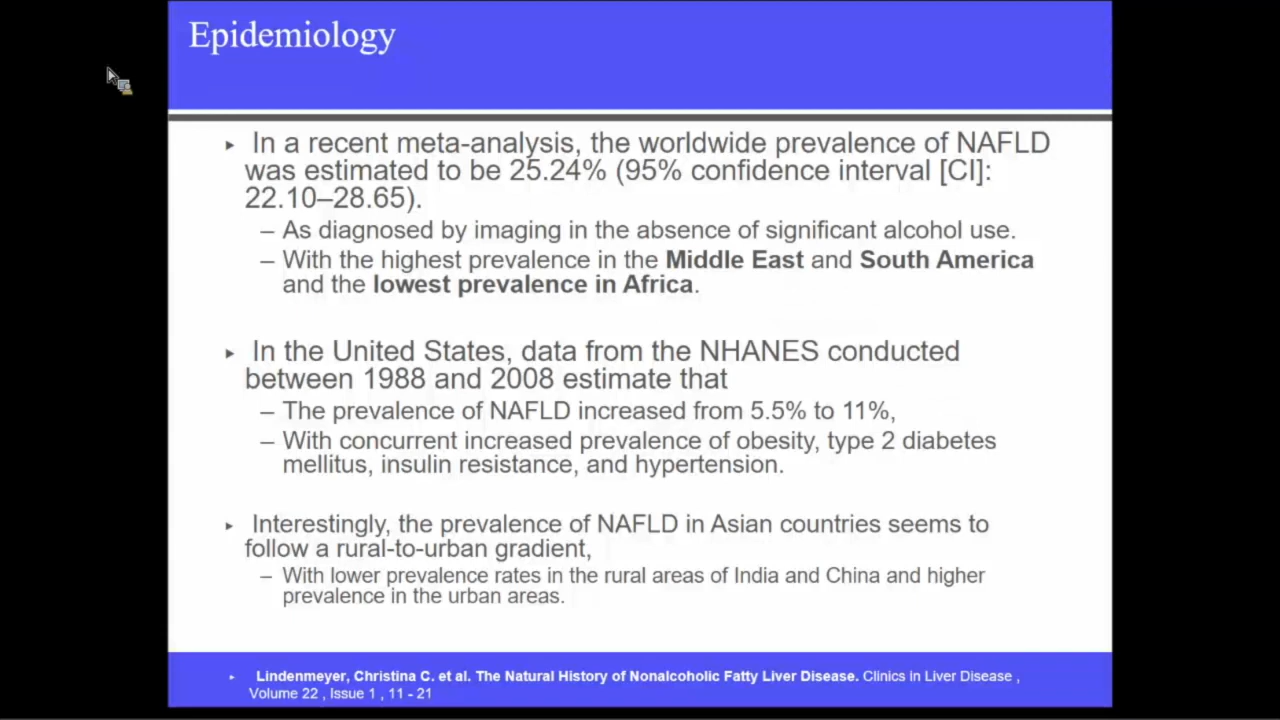 Epidemiology
▸ In a recent meta-analysis, the worldwide prevalence of NAFLD
was estimated to be 25.24% (95% confidence interval [CI]:
22.10–28.65).
– As diagnosed by imaging in the absence of significant alcohol use.
– With the highest prevalence in the Middle East and South America
and the lowest prevalence in Africa.
▸ In the United States, data from the NHANES conducted
between 1988 and 2008 estimate that
– The prevalence of NAFLD increased from 5.5% to 11%,
– With concurrent increased prevalence of obesity, type 2 diabetes
mellitus, insulin resistance, and hypertension.
▸ Interestingly, the prevalence of NAFLD in Asian countries seems to
follow a rural-to-urban gradient,
– With lower prevalence rates in the rural areas of India and China and higher
prevalence in the urban areas.
▸ Lindenmeyer, Christina C. et al. The Natural History of Nonalcoholic Fatty Liver Disease. Clinics in Liver Disease ,
Volume 22 , Issue 1 , 11 - 21